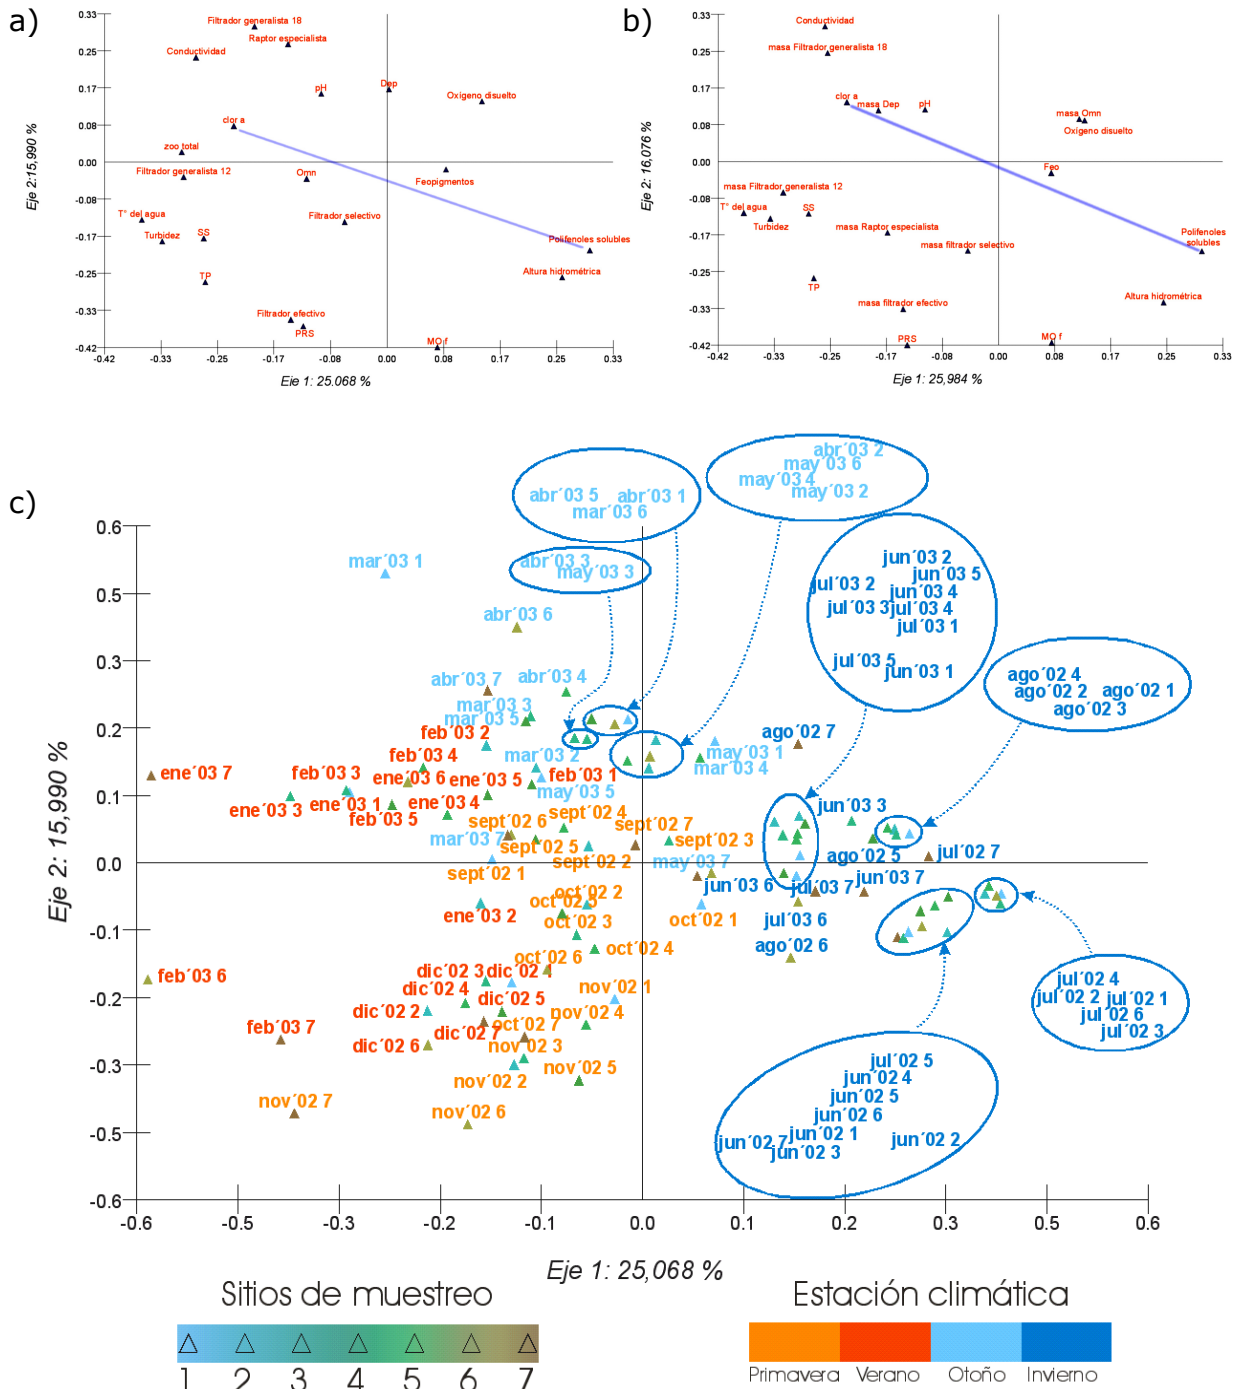 a)
0.33
0.25
0.17
0.08
0.00
-0.08
-0.17
-0.25
-0.33
-0.42
Eje 2:15,990 %
Filtrador generalista 18
Raptor especialista
Conductividad
pH
Dep
Oxígeno disuelto
clor a
zoo total
Filtrador generalista 12
Omn
Feopigmentos
T° del agua
Turbidez
SS
Filtrador selectivo
Polifenoles solubles
TP
Altura hidrométrica
Filtrador efectivo
PRS
MO f
-0.42 -0.33 -0.25 -0.17 -0.08 0.00 0.08 0.17 0.25 0.33
Eje 1: 25.068 %
b)
0.33
0.25
0.17
0.08
0.00
-0.08
-0.17
-0.25
-0.33
-0.42
Eje 2: 16,076 %
Conductividad
masa Filtrador generalista 18
clor a
masa Dep
pH
masa Omn
Oxígeno disuelto
Feo
masa Filtrador generalista 12
T° del agua
Turbidez
SS
masa Raptor especialista
masa filtrador selectivo
Polifenoles
solubles
TP
Altura hidrométrica
masa filtrador efectivo
PRS
MO f
-0.42 -0.33 -0.25 -0.17 -0.08 0.00 0.08 0.17 0.25 0.33
Eje 1: 25,984 %
c)
0.6
0.5
0.3
0.2
0.1
0.0
-0.1
-0.2
-0.3
-0.5
-0.6
Eje 2: 15,990 %
abr´03 2
may´03 6
may´03 4
may´03 2
abr´03 5
abr´03 1
mar´03 6
abr´03 3
may´03 3
mar´03 1
jun´03 2
jun´03 5
jul´03 2
jun´03 4
jul´03 3
jul´03 4
jul´03 1
jul´03 5
jun´03 1
abr´03 6
abr´03 7
abr´03 4
mar´03 3
mar´03 5
feb´03 2
ago´02 4
ago´02 2
ago´02 1
ago´02 3
ago´02 7
mar´03 2
may´03 1
mar´03 4
feb´03 4
ene´03 7
feb´03 3
ene´03 6
ene´03 5
feb´03 1
may´03 5
ene´03 3
ene´03 1
ene´03 4
feb´03 5
jun´03 3
sept´02 4
sept´02 6
sept´02 7
mar´03 7
sept´02 5
sept´02 3
sept´02 2
may´03 7
ago´02 5
jul´02 7
sept´02 1
oct´02 2
oct´02 5
jun´03 6
jul´03 7
jun´03 7
ene´03 2
oct´02 3
oct´02 1
jul´03 6
oct´02 4
oct´02 6
ago´02 6
feb´03 6
dic´02 3
dic´02 1
dic´02 4
dic´02 5
nov´02 1
dic´02 2
nov´02 4
feb´03 7
dic´02 7
oct´02 7
dic´02 6
nov´02 3
nov´02 5
nov´02 2
nov´02 7
nov´02 6
jul´02 4
jul´02 2
jul´02 1
jul´02 6
jul´02 3
jul´02 5
jun´02 4
jun´02 5
jun´02 6
jun´02 1
jun´02 7
jun´02 3
jun´02 2
-0.6 -0.5 -0.3 -0.2 -0.1 0.0 0.1 0.2 0.3 0.5 0.6
Eje 1: 25,068 %
Sitios de muestreo
1 2 3 4 5 6 7
Estación climática
Primavera Verano Otoño Invierno